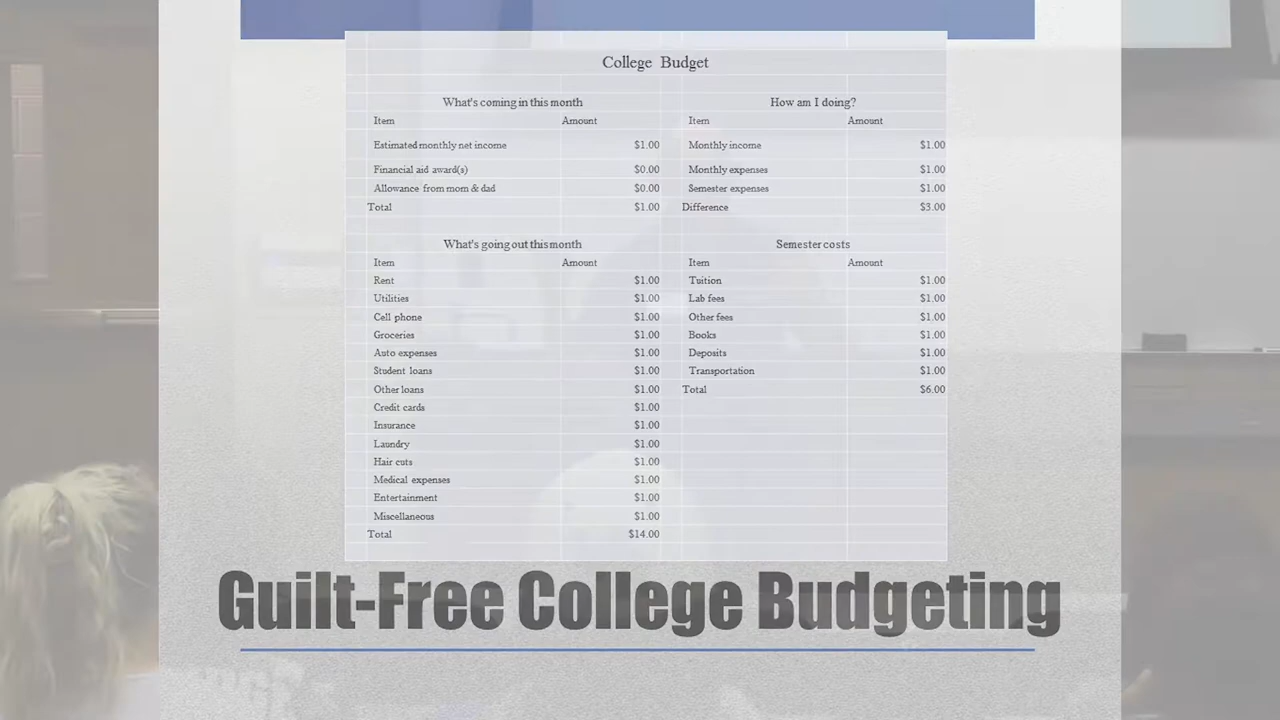 College Budget
What's coming in this month
Item Amount
Estimated monthly net income $1.00
Financial aid award(s) $0.00
Allowance from mom & dad $0.00
Total $1.00
How am I doing?
Item Amount
Monthly income $1.00
Monthly expenses $1.00
Semester expenses $1.00
Difference $3.00
What's going out this month
Item Amount
Rent $1.00
Utilities $1.00
Cell phone $1.00
Groceries $1.00
Auto expenses $1.00
Student loans $1.00
Other loans $1.00
Credit cards $1.00
Insurance $1.00
Laundry $1.00
Hair cuts $1.00
Medical expenses $1.00
Entertainment $1.00
Miscellaneous $1.00
Total $14.00
Semester costs
Item Amount
Tuition $1.00
Lab fees $1.00
Other fees $1.00
Books $1.00
Deposits $1.00
Transportation $1.00
Total $6.00
Guilt-Free College Budgeting